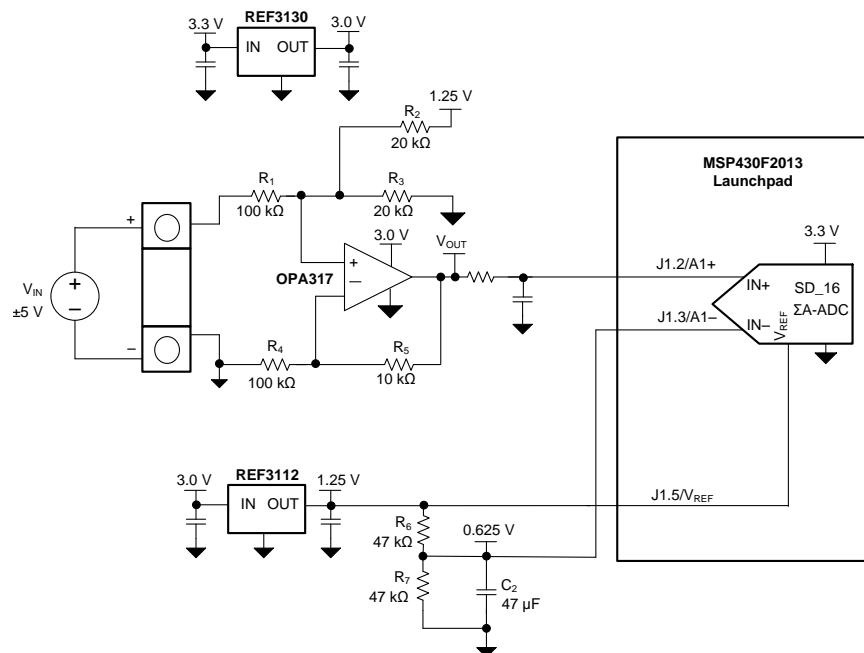 REF3130
3.3 V
3.0 V
IN
OUT
1.25 V
R2
20 kΩ
R1
100 kΩ
R3
20 kΩ
MSP430F2013
Launchpad
+
VIN
±5 V
+
−
3.0 V
VOUT
OPA317
+
−
J1.2/A1+
3.3 V
IN+
SD_16
ΣA-ADC
J1.3/A1–
IN–
VREF
−
R4
100 kΩ
R5
10 kΩ
REF3112
3.0 V
1.25 V
IN
OUT
J1.5/VREF
R6
47 kΩ
0.625 V
R7
47 kΩ
C2
47 µF